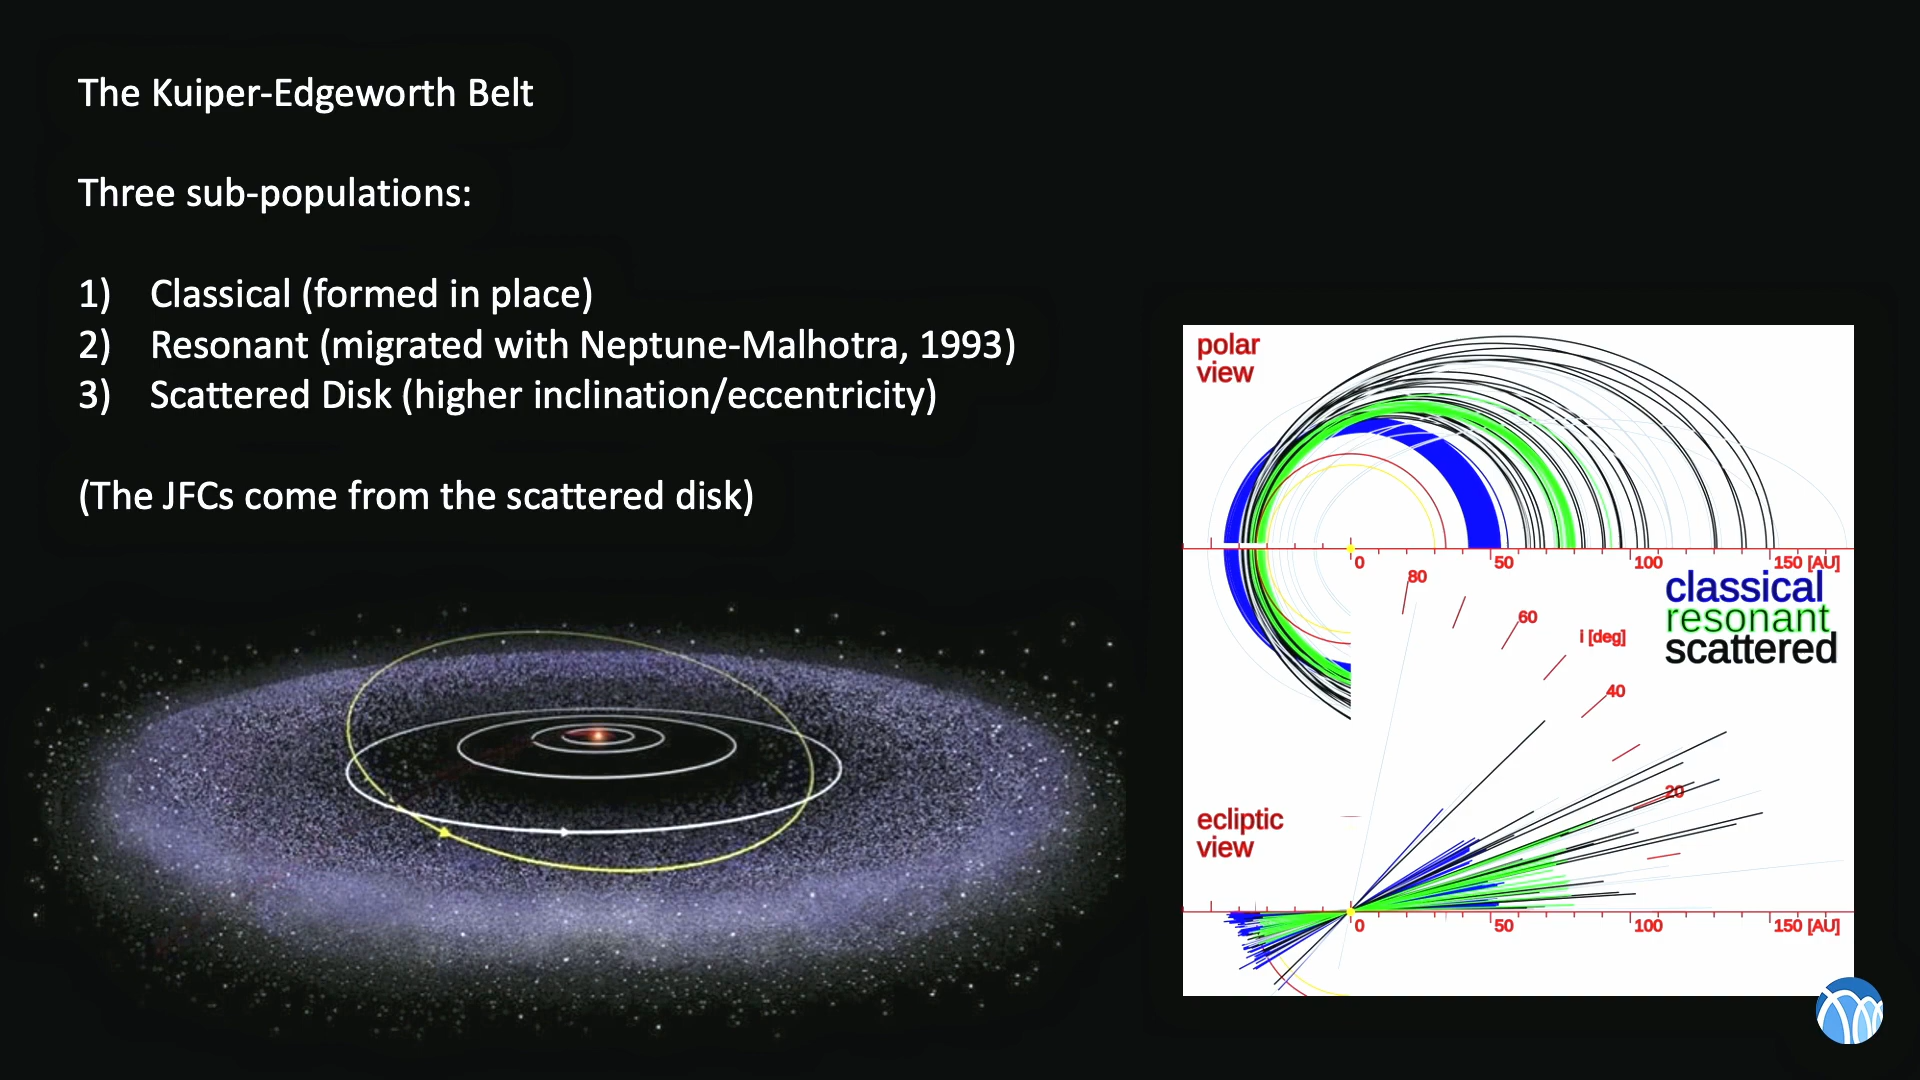 The Kuiper-Edgeworth Belt
Three sub-populations:
1) Classical (formed in place)
2) Resonant (migrated with Neptune-Malhotra, 1993)
3) Scattered Disk (higher inclination/eccentricity)
(The JFCs come from the scattered disk)
polar
view
0 50 100 150 [AU]
80
60
i [deg]
40
20
classical
resonant
scattered
ecliptic
view
0 50 100 150 [AU]